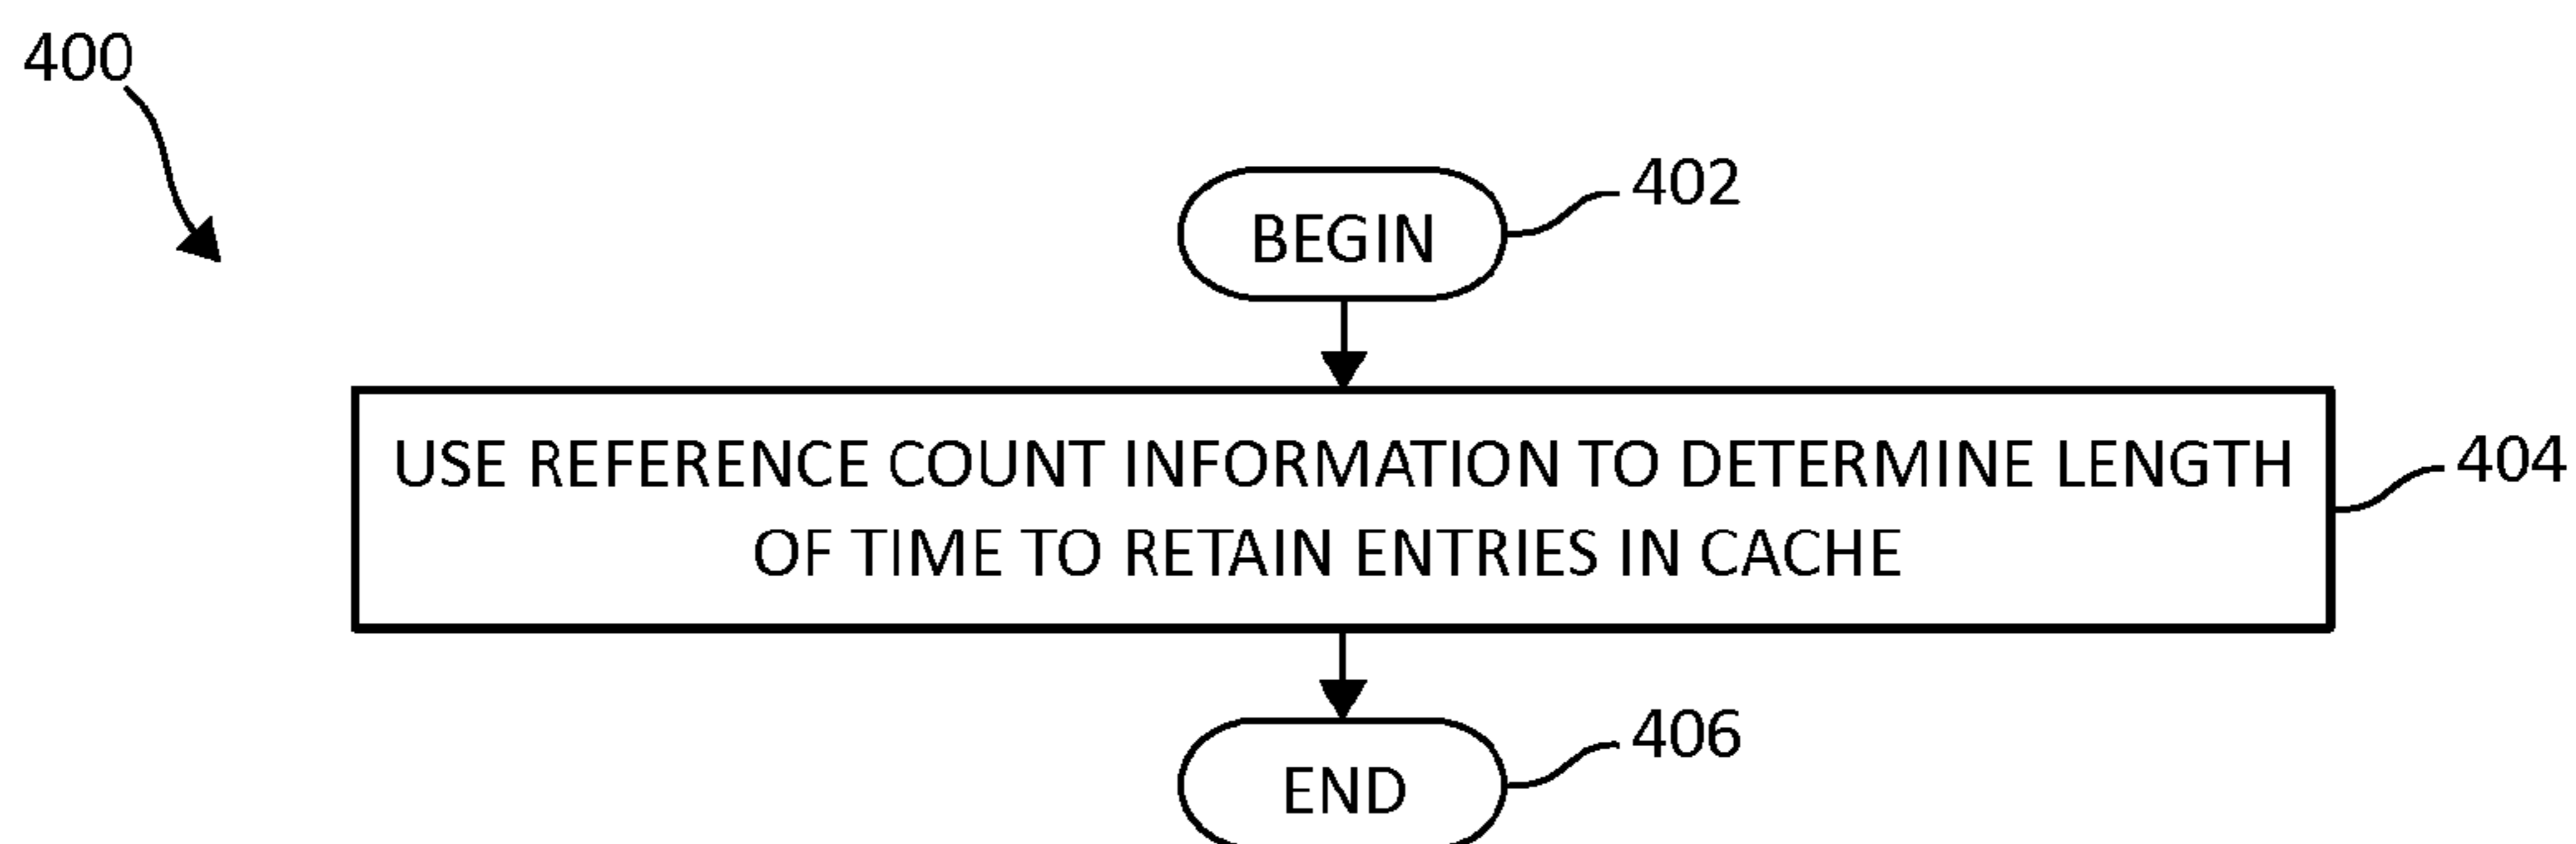 400
BEGIN
402
USE REFERENCE COUNT INFORMATION TO DETERMINE LENGTH
OF TIME TO RETAIN ENTRIES IN CACHE
404
END
406